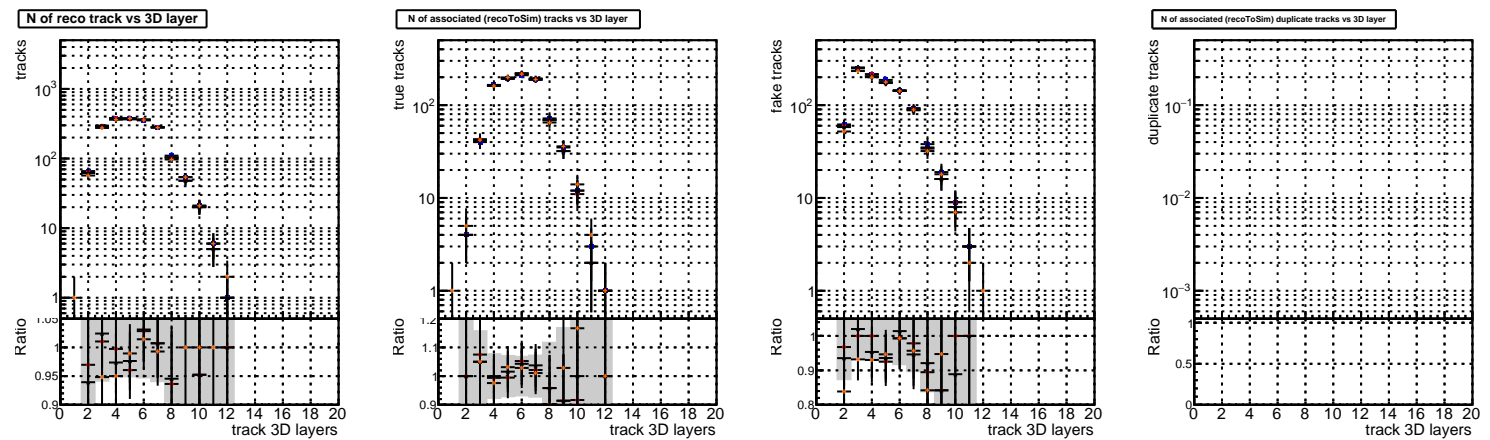 N of reco track vs 3D layer
tracks
10³
10²
10
1
Ratio
1.05
1
0.95
0.9
0 2 4 6 8 10 12 14 16 18 20
track 3D layers
N of associated (recoToSim) tracks vs 3D layer
true tracks
10²
10
1
Ratio
1.2
1.1
1
0.9
0 2 4 6 8 10 12 14 16 18 20
track 3D layers
fake tracks
10²
10
1
Ratio
1
0.9
0.8
0 2 4 6 8 10 12 14 16 18 20
track 3D layers
N of associated (recoToSim) duplicate tracks vs 3D layer
duplicate tracks
10⁻¹
10⁻²
10⁻³
Ratio
1
0.5
0
0 2 4 6 8 10 12 14 16 18 20
track 3D layers